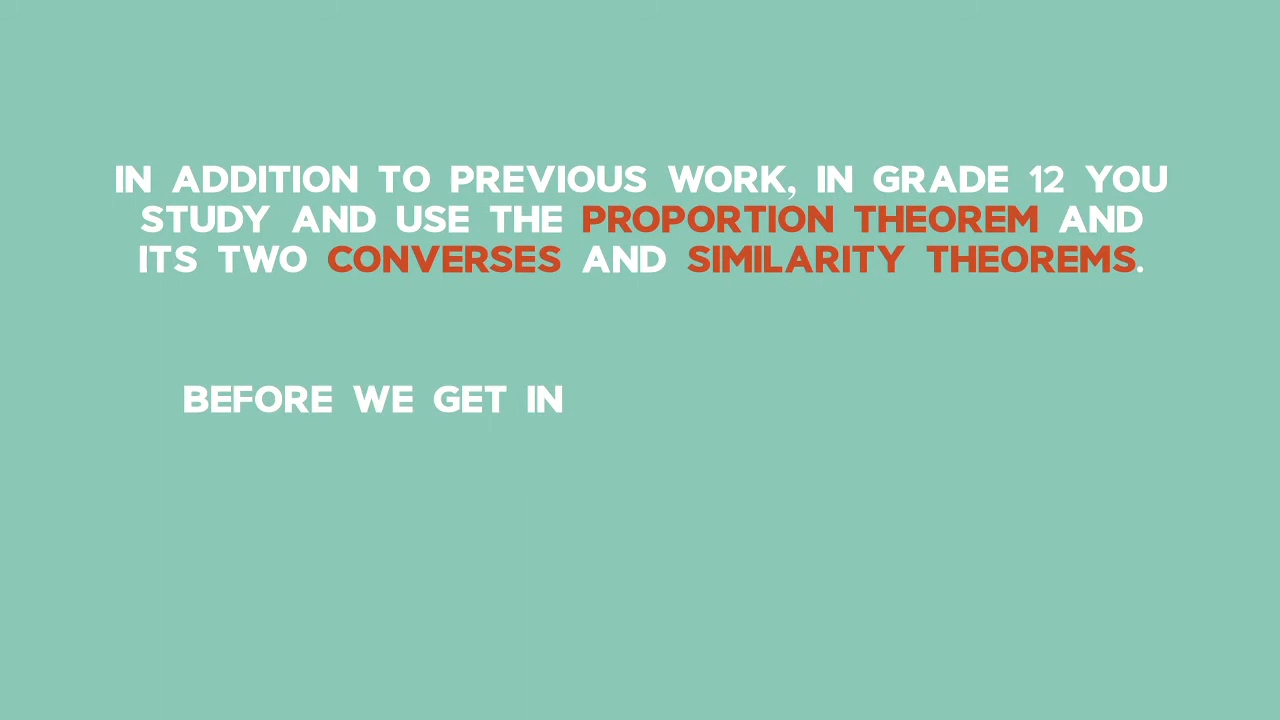 IN ADDITION TO PREVIOUS WORK, IN GRADE 12 YOU
STUDY AND USE THE PROPORTION THEOREM AND
ITS TWO CONVERSES AND SIMILARITY THEOREMS.
BEFORE WE GET IN